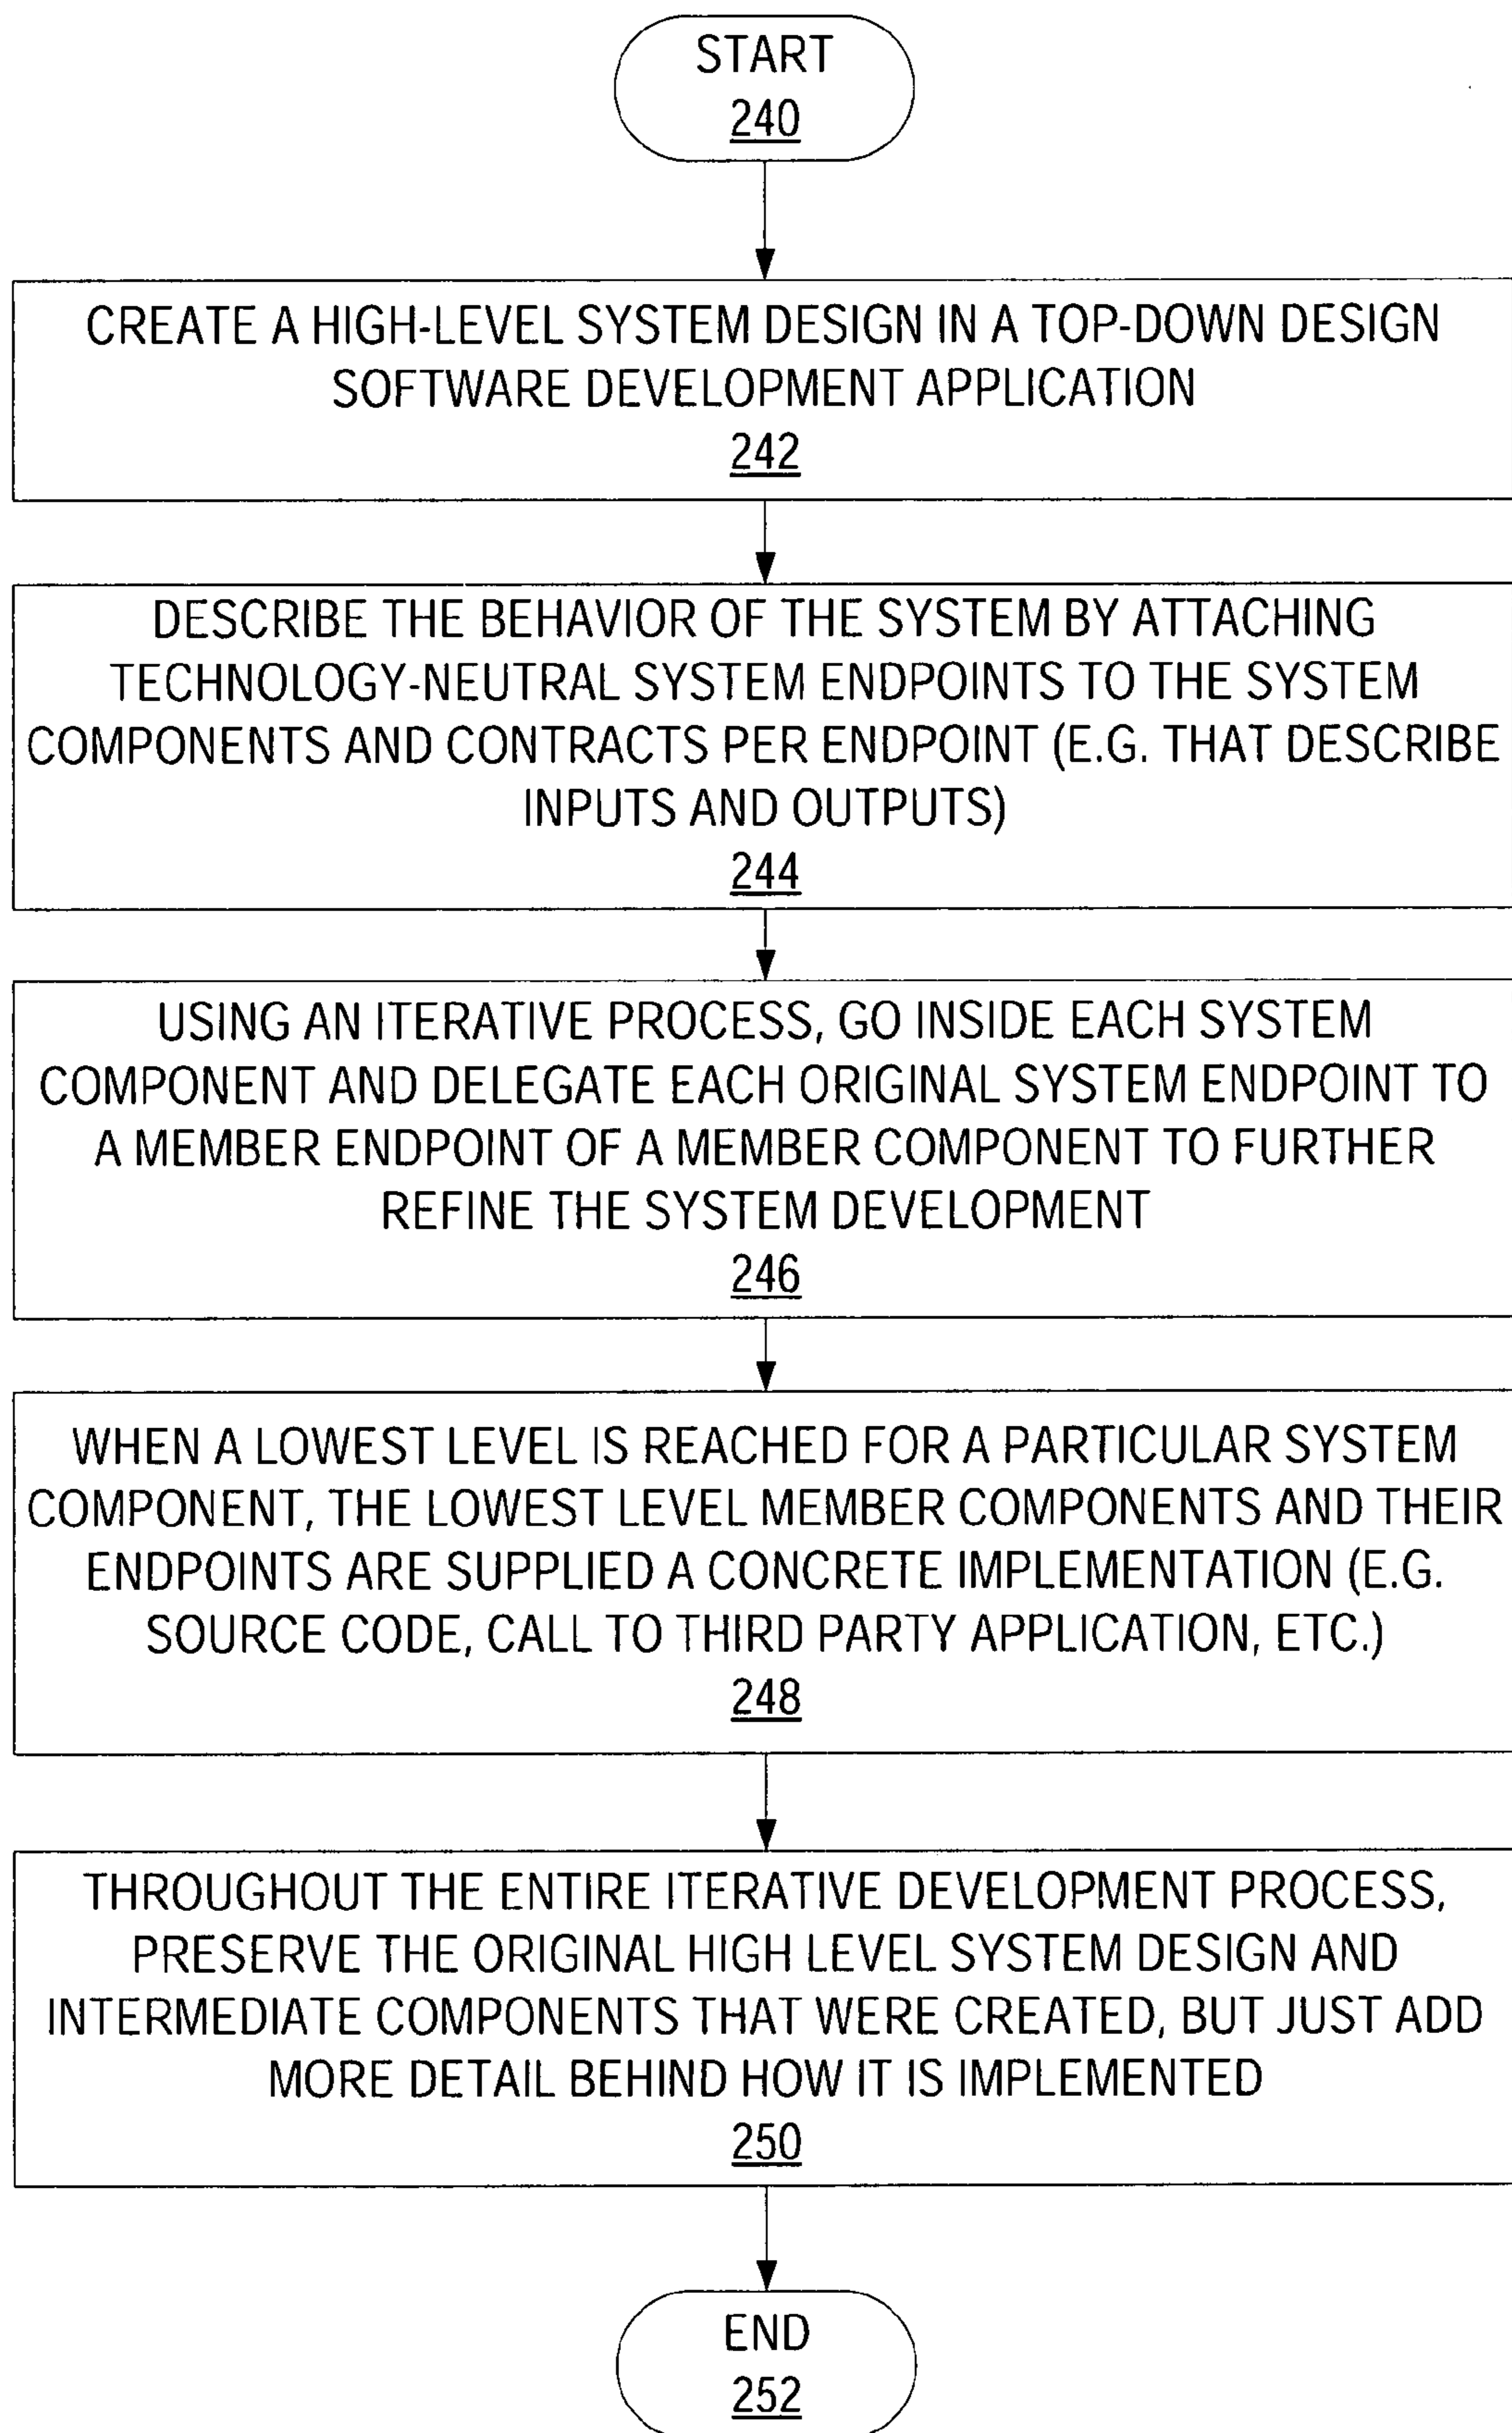 START
240
CREATE A HIGH-LEVEL SYSTEM DESIGN IN A TOP-DOWN DESIGN
SOFTWARE DEVELOPMENT APPLICATION
242
DESCRIBE THE BEHAVIOR OF THE SYSTEM BY ATTACHING
TECHNOLOGY-NEUTRAL SYSTEM ENDPOINTS TO THE SYSTEM
COMPONENTS AND CONTRACTS PER ENDPOINT (E.G. THAT DESCRIBE
INPUTS AND OUTPUTS)
244
USING AN ITERATIVE PROCESS, GO INSIDE EACH SYSTEM
COMPONENT AND DELEGATE EACH ORIGINAL SYSTEM ENDPOINT TO
A MEMBER ENDPOINT OF A MEMBER COMPONENT TO FURTHER
REFINE THE SYSTEM DEVELOPMENT
246
WHEN A LOWEST LEVEL IS REACHED FOR A PARTICULAR SYSTEM
COMPONENT, THE LOWEST LEVEL MEMBER COMPONENTS AND THEIR
ENDPOINTS ARE SUPPLIED A CONCRETE IMPLEMENTATION (E.G.
SOURCE CODE, CALL TO THIRD PARTY APPLICATION, ETC.)
248
THROUGHOUT THE ENTIRE ITERATIVE DEVELOPMENT PROCESS,
PRESERVE THE ORIGINAL HIGH LEVEL SYSTEM DESIGN AND
INTERMEDIATE COMPONENTS THAT WERE CREATED, BUT JUST ADD
MORE DETAIL BEHIND HOW IT IS IMPLEMENTED
250
END
252